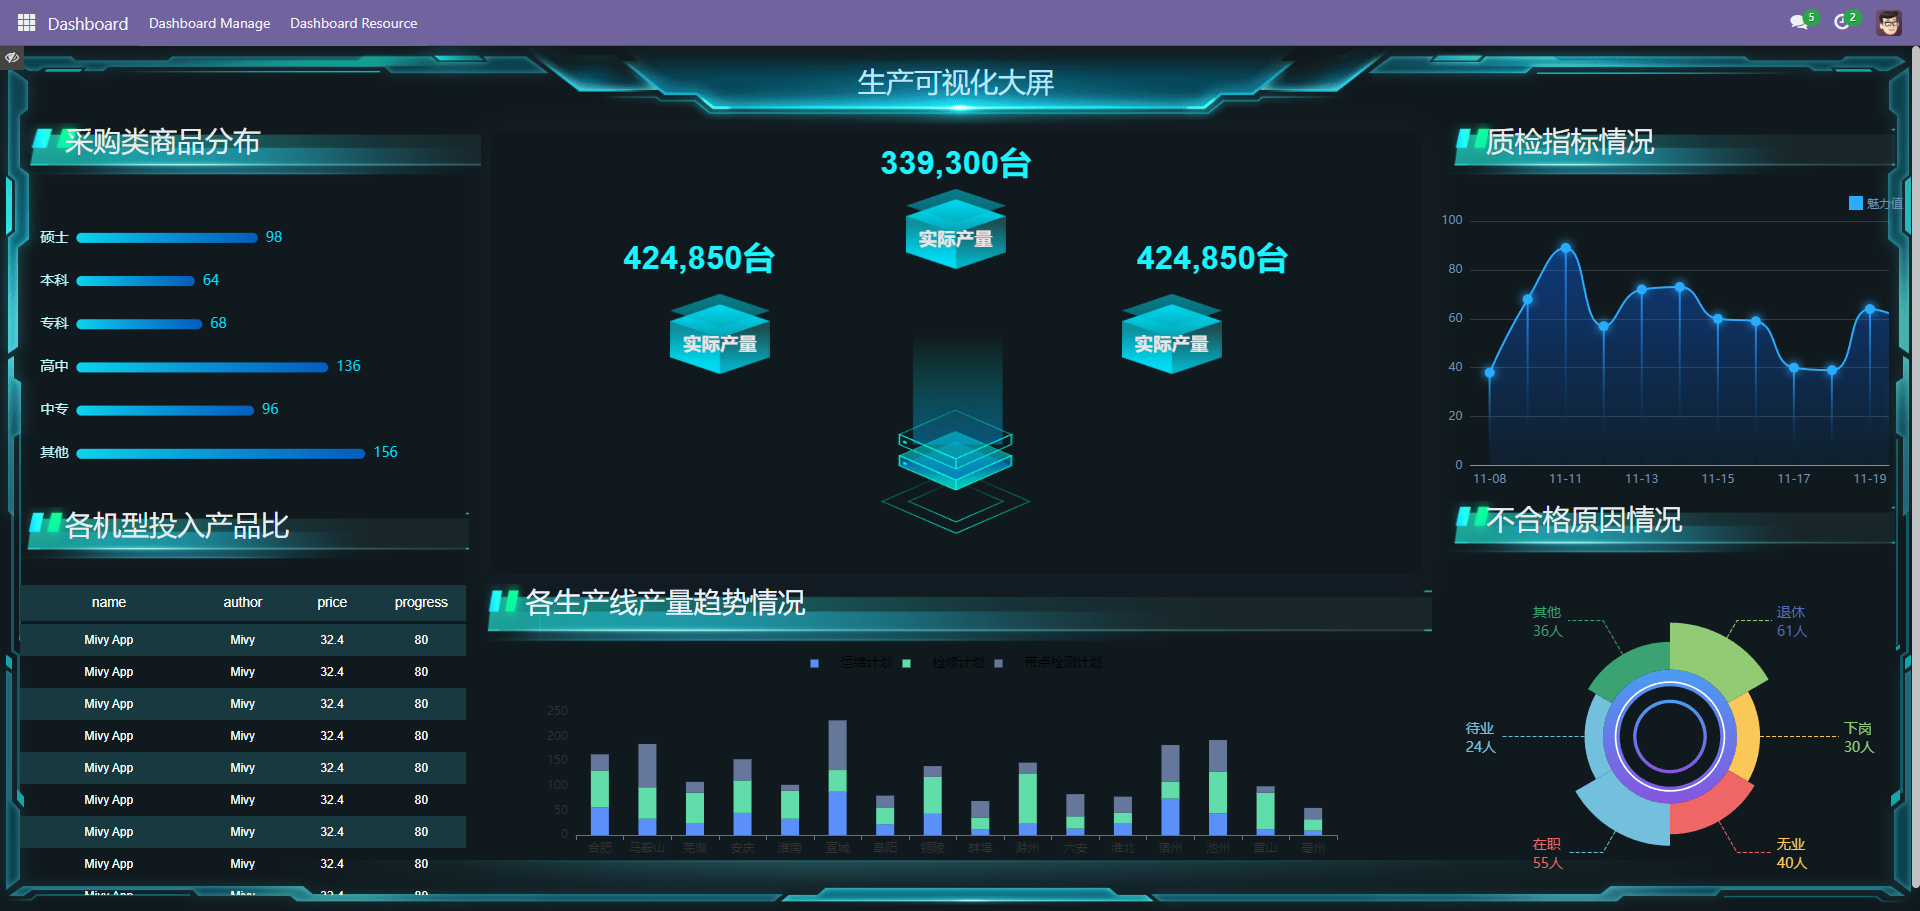 Dashboard Dashboard Manage Dashboard Resource 5 2
生产可视化大屏
采购类商品分布
硕士 98
本科 64
专科 68
高中 136
中专 96
其他 156
各机型投入产品比
name author price progress
Mivy App Mivy 32.4 80
Mivy App Mivy 32.4 80
Mivy App Mivy 32.4 80
Mivy App Mivy 32.4 80
Mivy App Mivy 32.4 80
Mivy App Mivy 32.4 80
Mivy App Mivy 32.4 80
Mivy App Mivy 32.4 80
Mivy App Mivy 32.4 80
339,300台
实际产量
424,850台
实际产量
424,850台
实际产量
各生产线产量趋势情况
运维计划 检修计划 带点检测计划
250
200
150
100
50
0
合肥 马鞍山 芜湖 安庆 淮南 宣城 阜阳 铜陵 蚌埠 滁州 六安 淮北 宿州 池州 黄山 亳州
质检指标情况
魅力值
100
80
60
40
20
0
11-08 11-11 11-13 11-15 11-17 11-19
不合格原因情况
其他
36人
退休
61人
待业
24人
下岗
30人
在职
55人
无业
40人